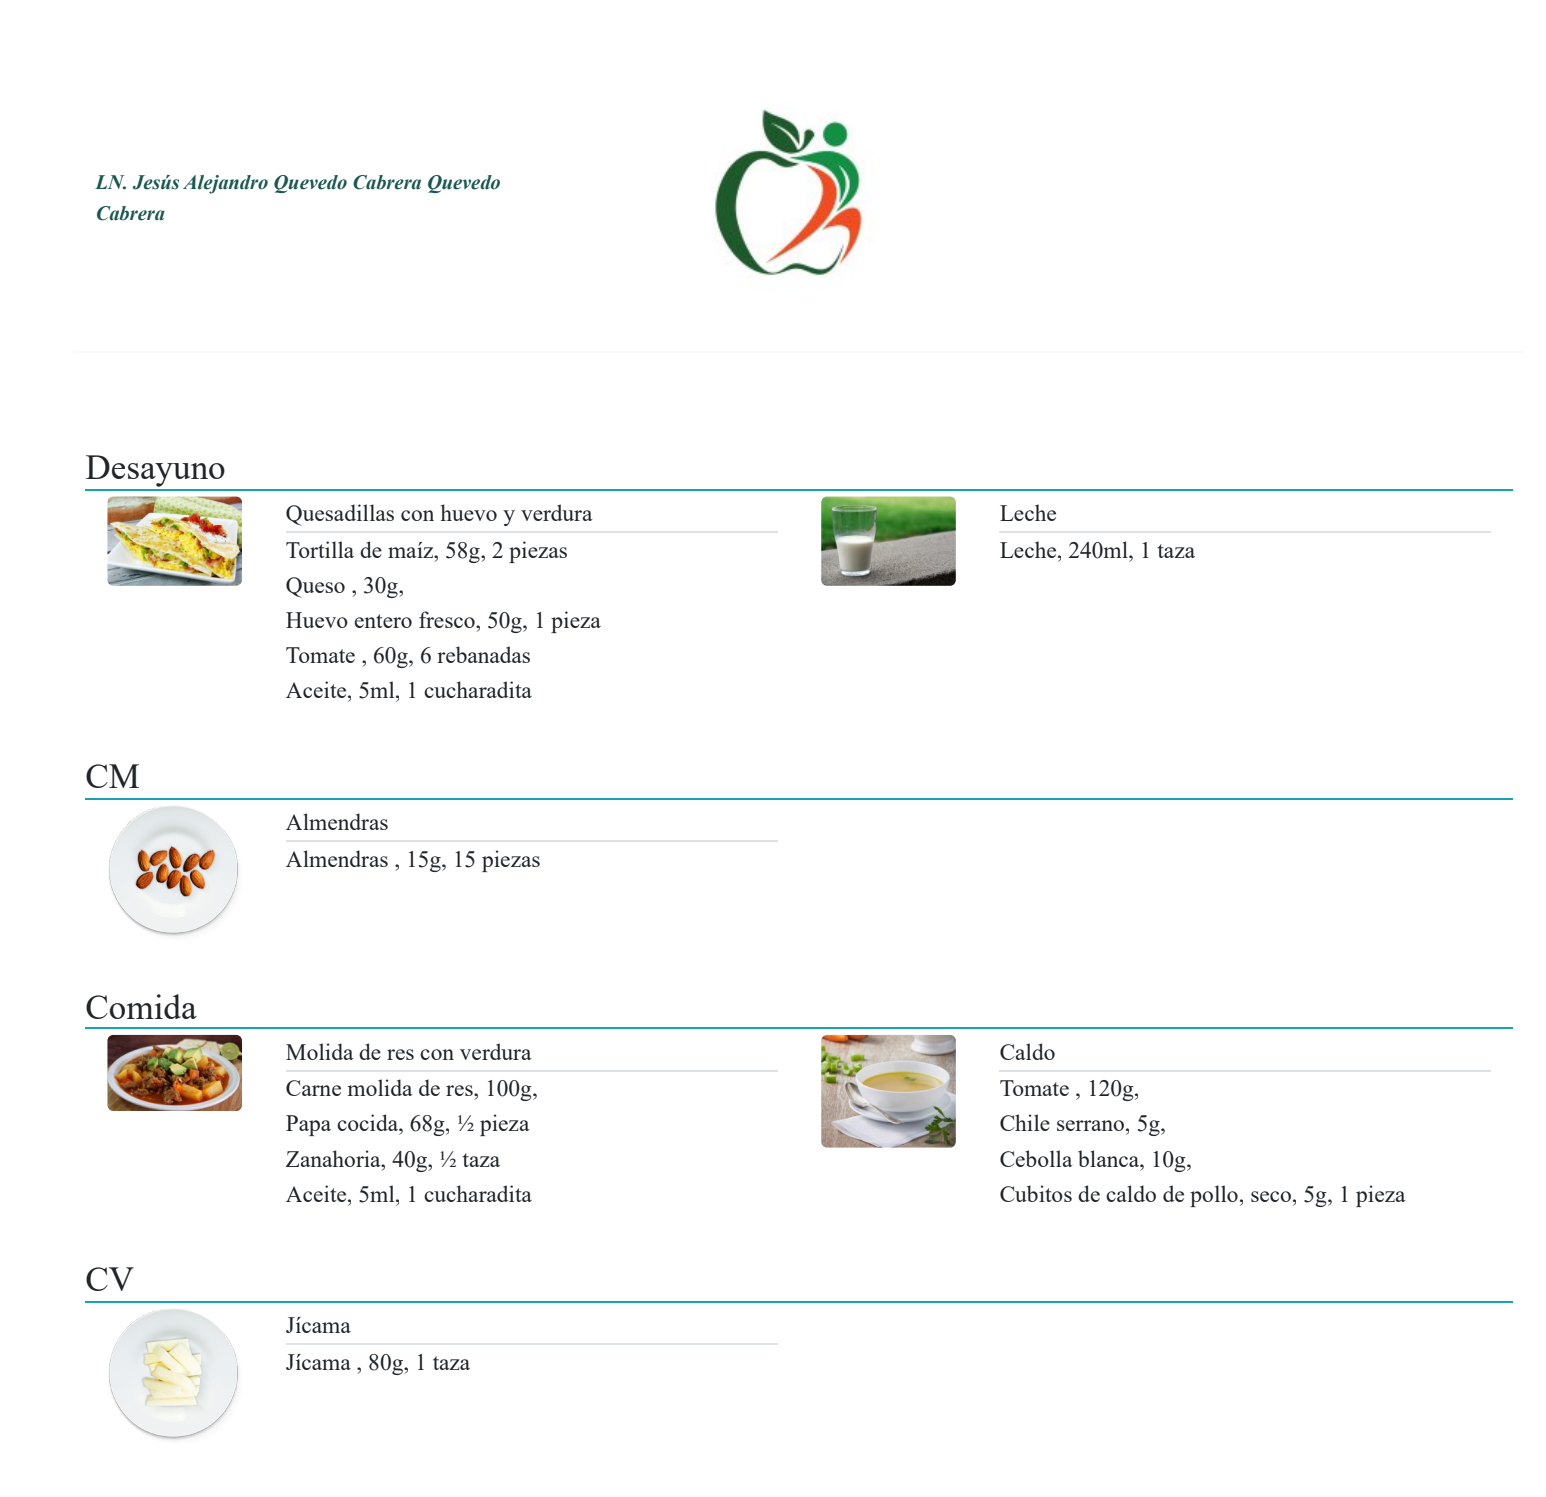 LN. Jesús Alejandro Quevedo Cabrera Quevedo
Cabrera
Desayuno
Quesadillas con huevo y verdura
Tortilla de maíz, 58g, 2 piezas
Queso , 30g,
Huevo entero fresco, 50g, 1 pieza
Tomate , 60g, 6 rebanadas
Aceite, 5ml, 1 cucharadita
Leche
Leche, 240ml, 1 taza
CM
Almendras
Almendras , 15g, 15 piezas
Comida
Molida de res con verdura
Carne molida de res, 100g,
Papa cocida, 68g, ½ pieza
Zanahoria, 40g, ½ taza
Aceite, 5ml, 1 cucharadita
Caldo
Tomate , 120g,
Chile serrano, 5g,
Cebolla blanca, 10g,
Cubitos de caldo de pollo, seco, 5g, 1 pieza
CV
Jícama
Jícama , 80g, 1 taza